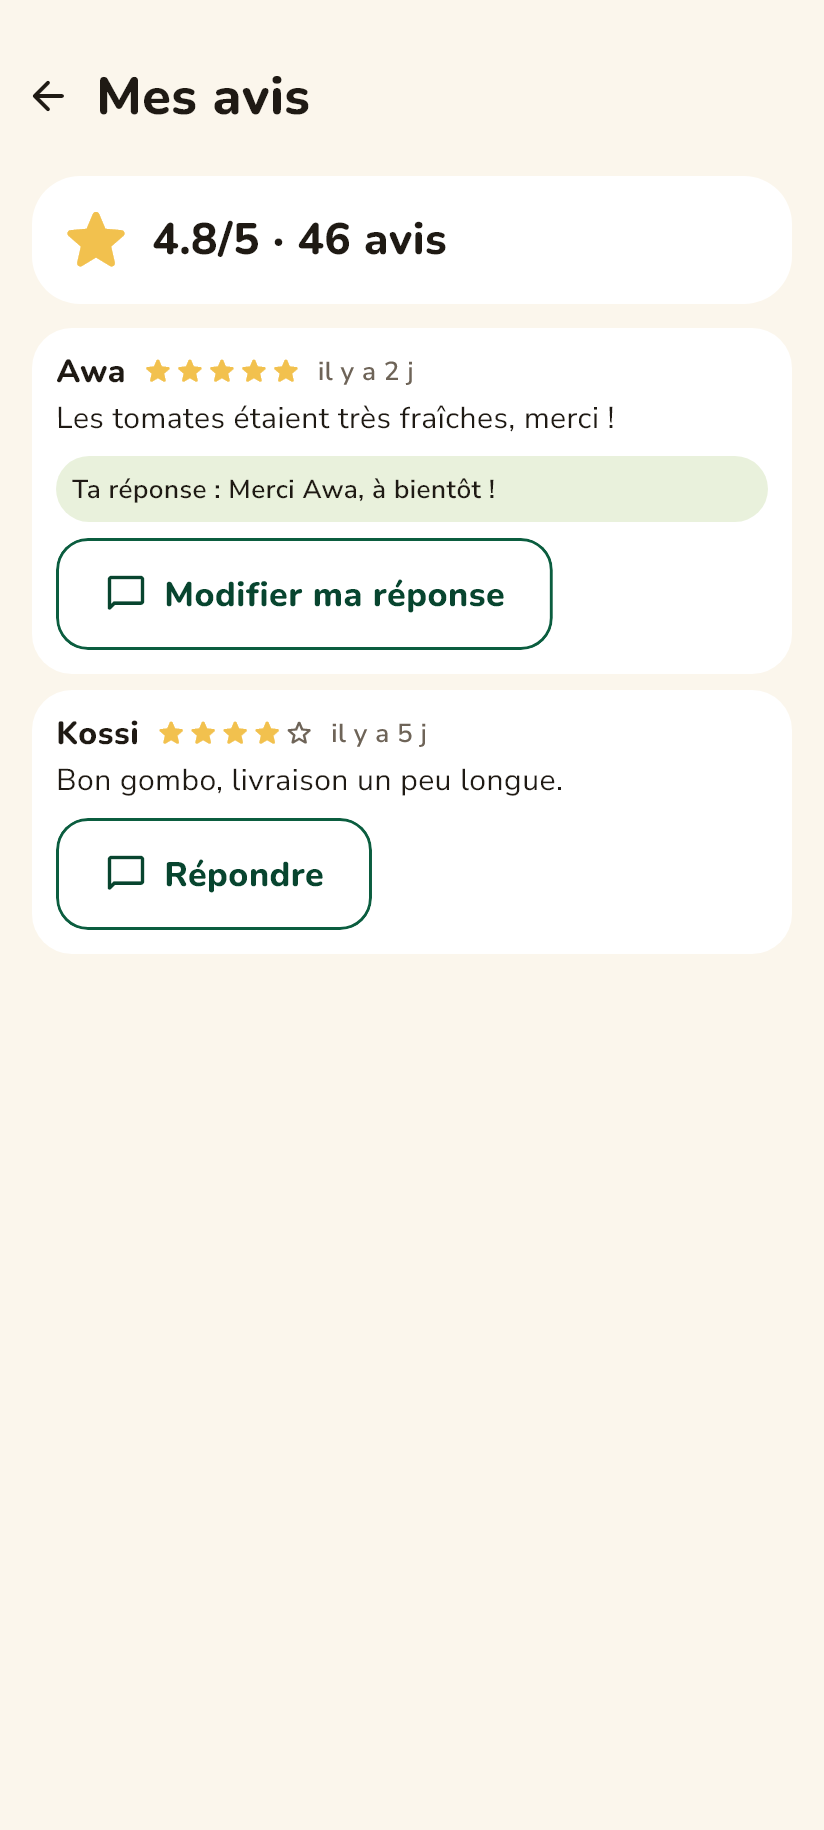 Mes avis
4.8/5 · 46 avis
Awa il y a 2 j
Les tomates étaient très fraîches, merci !
Ta réponse : Merci Awa, à bientôt !
Modifier ma réponse
Kossi il y a 5 j
Bon gombo, livraison un peu longue.
Répondre